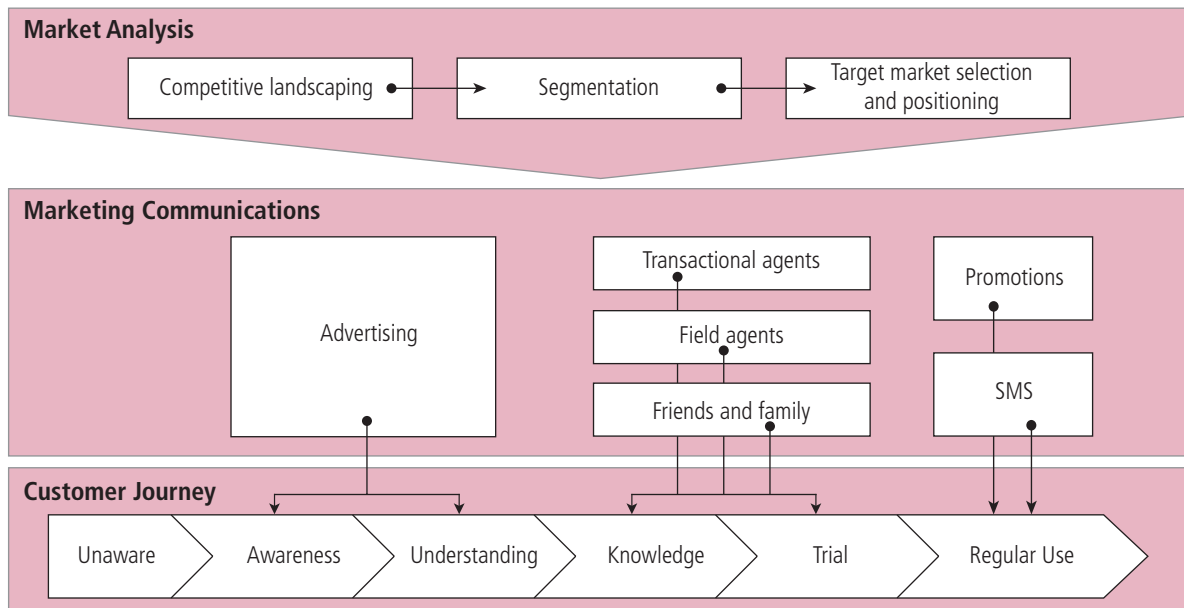 Market Analysis
Competitive landscaping
Segmentation
Target market selection
and positioning
Marketing Communications
Advertising
Transactional agents
Field agents
Friends and family
Promotions
SMS
Customer Journey
Unaware
Awareness
Understanding
Knowledge
Trial
Regular Use